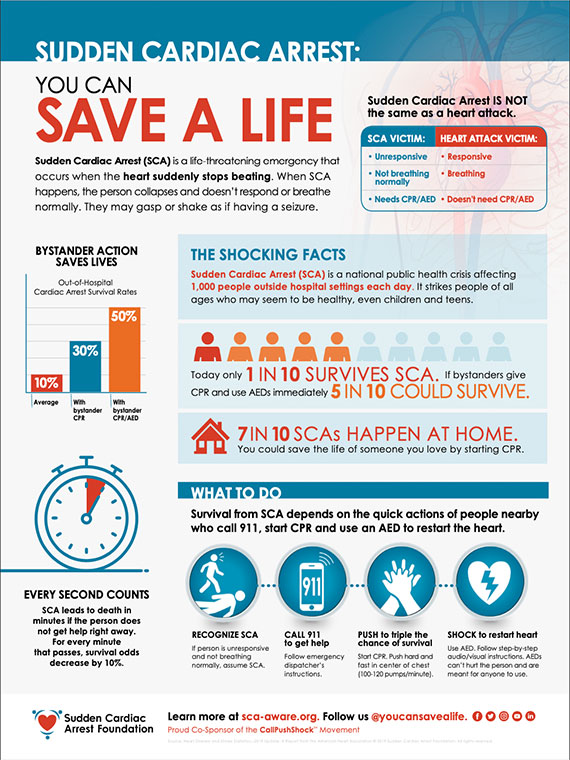 SUDDEN CARDIAC ARREST:
YOU CAN
SAVE A LIFE
Sudden Cardiac Arrest (SCA) is a life-threatening emergency that
occurs when the heart suddenly stops beating. When SCA
happens, the person collapses and doesn't respond or breathe
normally. They may gasp or shake as if having a seizure.
Sudden Cardiac Arrest IS NOT
the same as a heart attack.
SCA VICTIM:
• Unresponsive
• Not breathing
normally
• Needs CPR/AED
HEART ATTACK VICTIM:
• Responsive
• Breathing
• Doesn't need CPR/AED
BYSTANDER ACTION
SAVES LIVES
Out-of-Hospital
Cardiac Arrest Survival Rates
10%
30%
50%
Average
With
bystander
CPR
With
bystander
CPR/AED
THE SHOCKING FACTS
Sudden Cardiac Arrest (SCA) is a national public health crisis affecting
1,000 people outside hospital settings each day. It strikes people of all
ages who may seem to be healthy, even children and teens.
Today only 1 IN 10 SURVIVES SCA. If bystanders give
CPR and use AEDs immediately 5 IN 10 COULD SURVIVE.
7 IN 10 SCAs HAPPEN AT HOME.
You could save the life of someone you love by starting CPR.
EVERY SECOND COUNTS
SCA leads to death in
minutes if the person does
not get help right away.
For every minute
that passes, survival odds
decrease by 10%.
WHAT TO DO
Survival from SCA depends on the quick actions of people nearby
who call 911, start CPR and use an AED to restart the heart.
911
RECOGNIZE SCA
If person is unresponsive
and not breathing
normally, assume SCA.
CALL 911
to get help
Follow emergency
dispatcher's
instructions.
PUSH to triple the
chance of survival
Start CPR. Push hard and
fast in center of chest
(100-120 pumps/minute).
SHOCK to restart heart
Use AED. Follow step-by-step
audio/visual instructions. AEDs
can't hurt the person and are
meant for anyone to use.
Sudden Cardiac
Arrest Foundation
Learn more at sca-aware.org. Follow us @youcansavealife.
Proud Co-Sponsor of the CallPushShock™ Movement